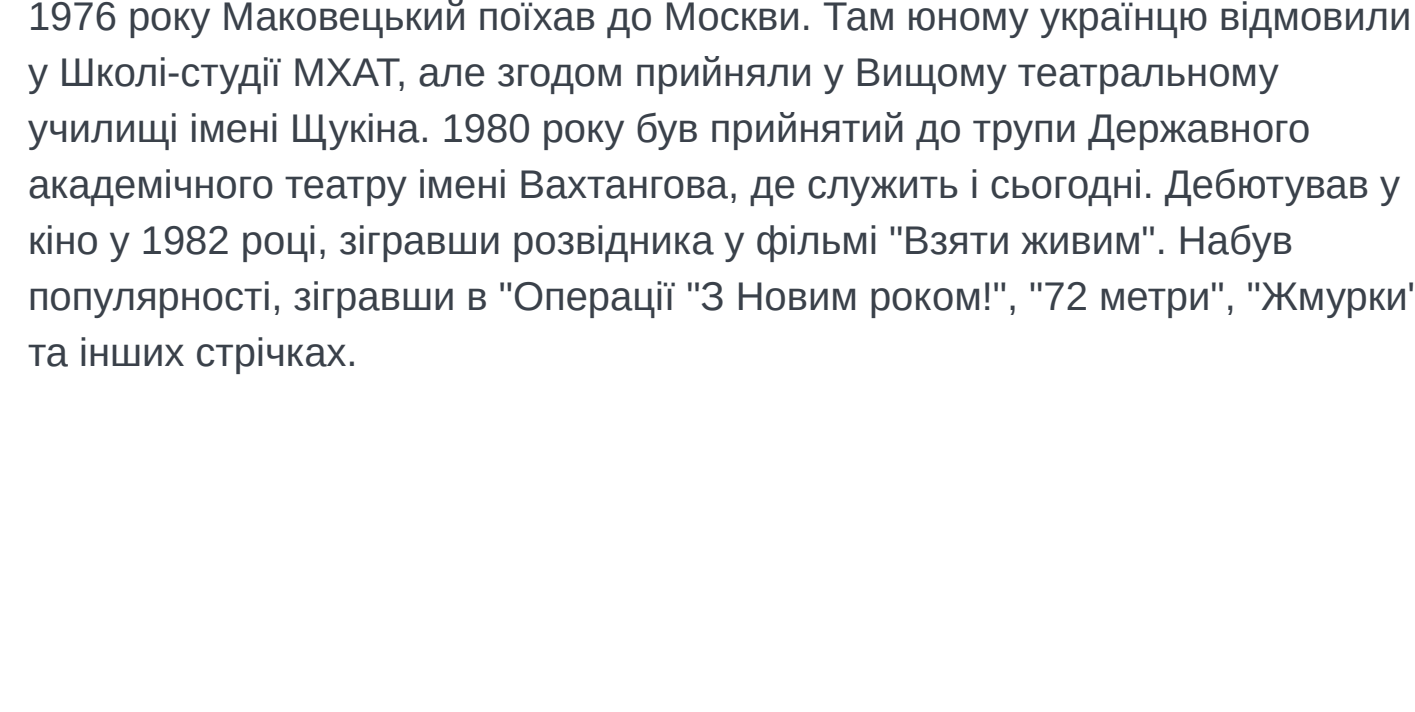 1976 року Маковецький поїхав до Москви. Там юному українцю відмовили
у Школі-студії МХАТ, але згодом прийняли у Вищому театральному
училищі імені Щукіна. 1980 року був прийнятий до трупи Державного
академічного театру імені Вахтангова, де служить і сьогодні. Дебютував у
кіно у 1982 році, зігравши розвідника у фільмі "Взяти живим". Набув
популярності, зігравши в "Операції "З Новим роком!", "72 метри", "Жмурки"
та інших стрічках.